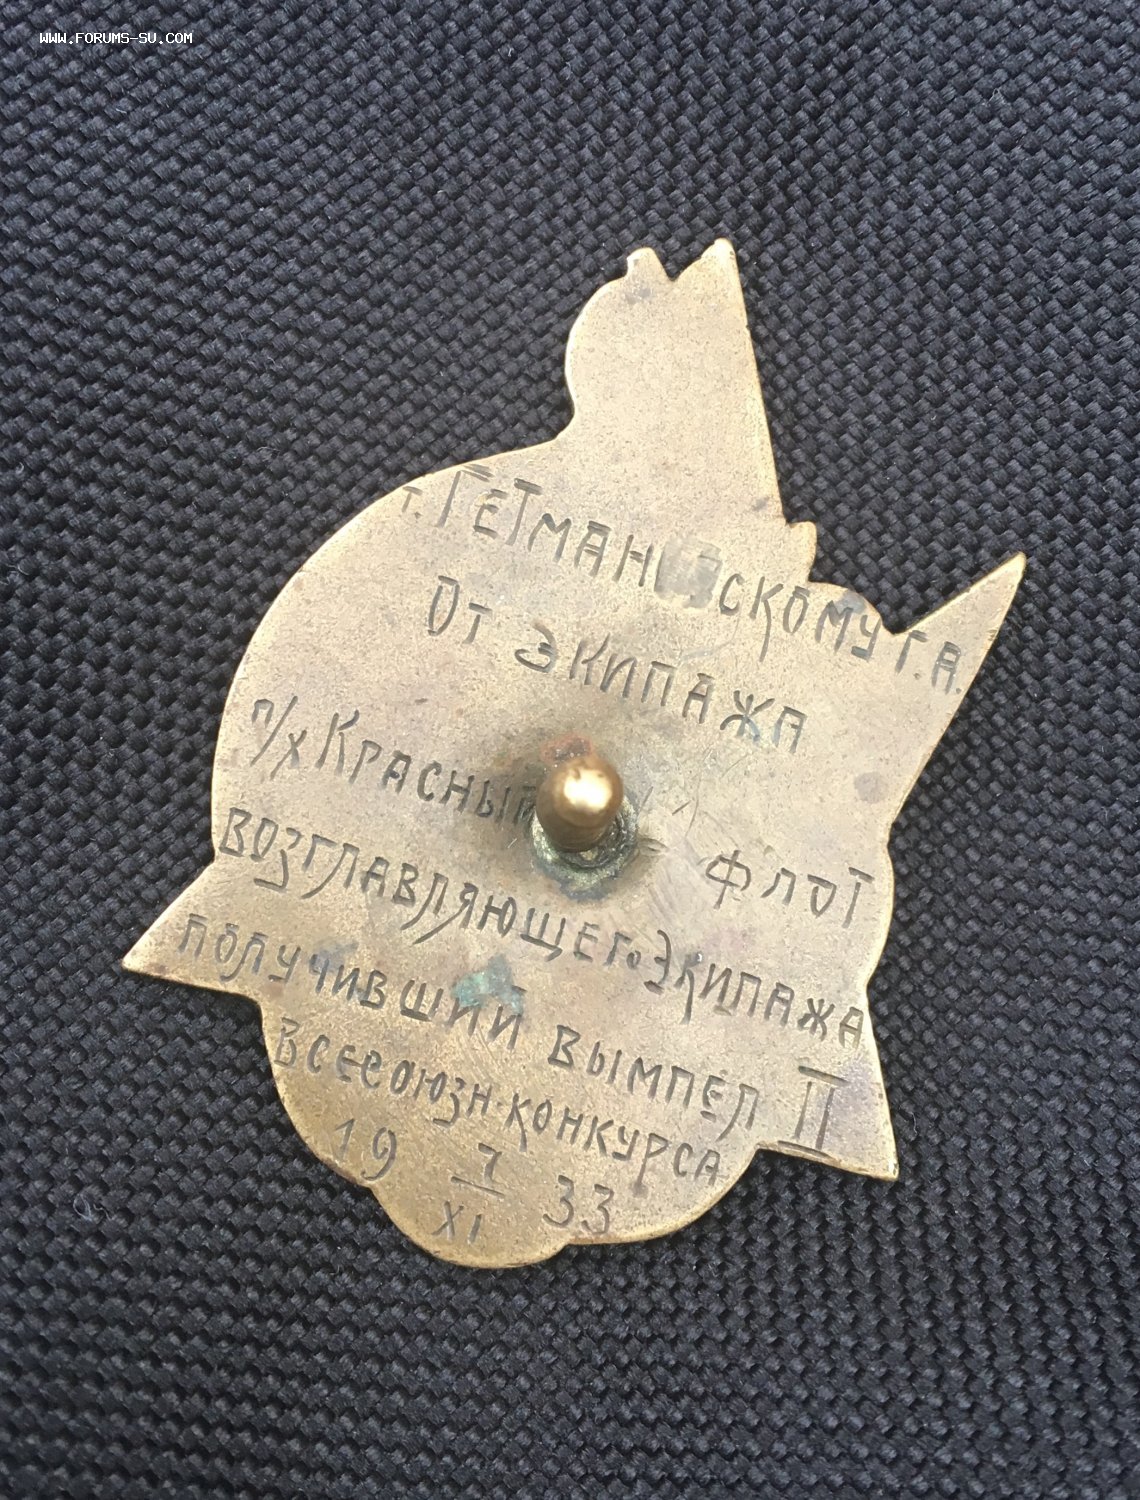 WWW.FORUMS-SU.COM
т. ГЕТМАНСКОМУ Г.А.
ОТ ЭКИПАЖА
п/х КРАСНЫЙ ФЛОТ
ВОЗГЛАВЛЯЮЩЕГО ЭКИПАЖА
ПОЛУЧИВШИЙ ВЫМПЕЛ II
ВСЕСОЮЗН. КОНКУРСА
19 7/XI 33